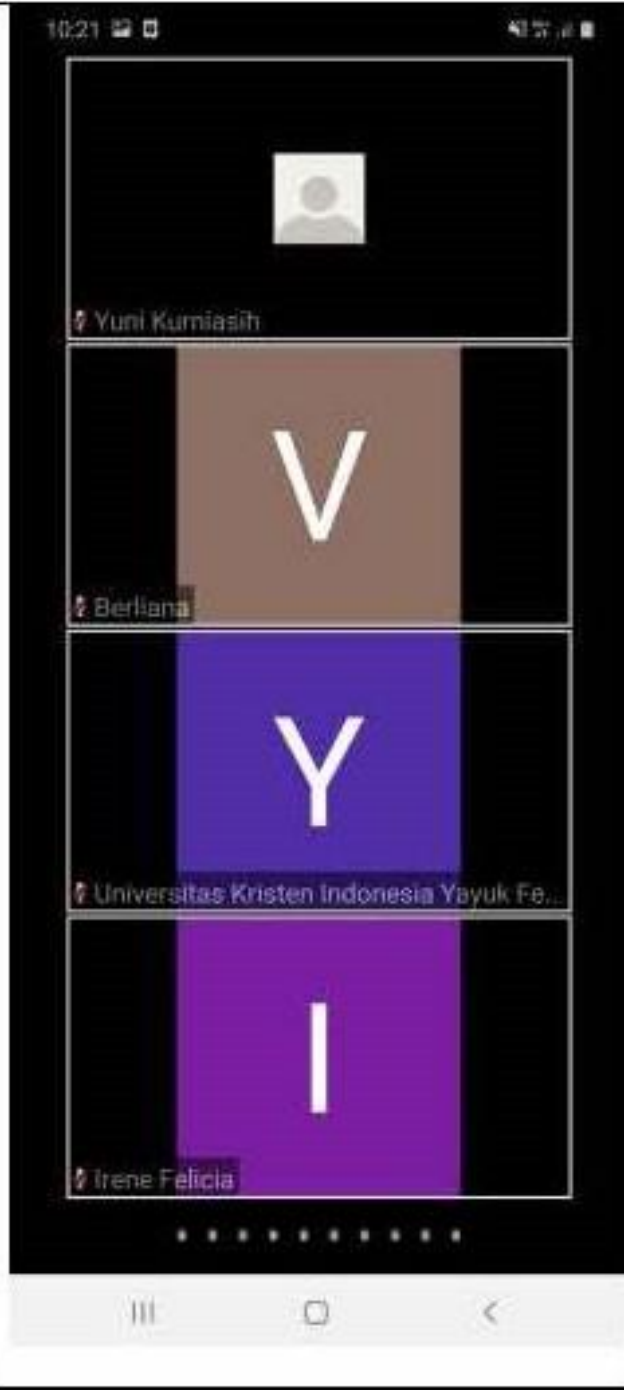 10:21
Yuni Kurniasih
V
Berliana
Y
Universitas Kristen Indonesia Yayuk Fe...
I
Irene Felicia